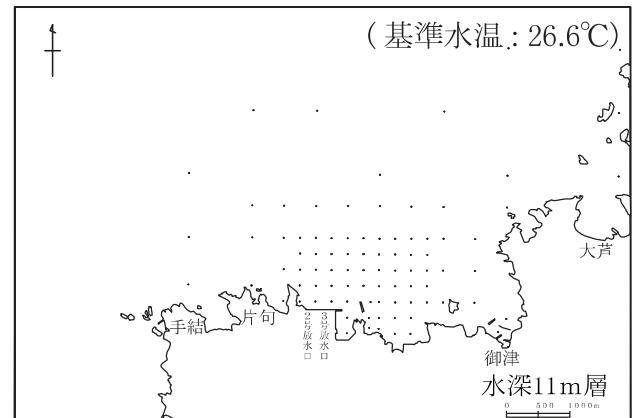 (基準水温:26.6℃)
大芦
片句
手結
2号放水口
3号放水口
御津
水深11m層
0 500 1000m